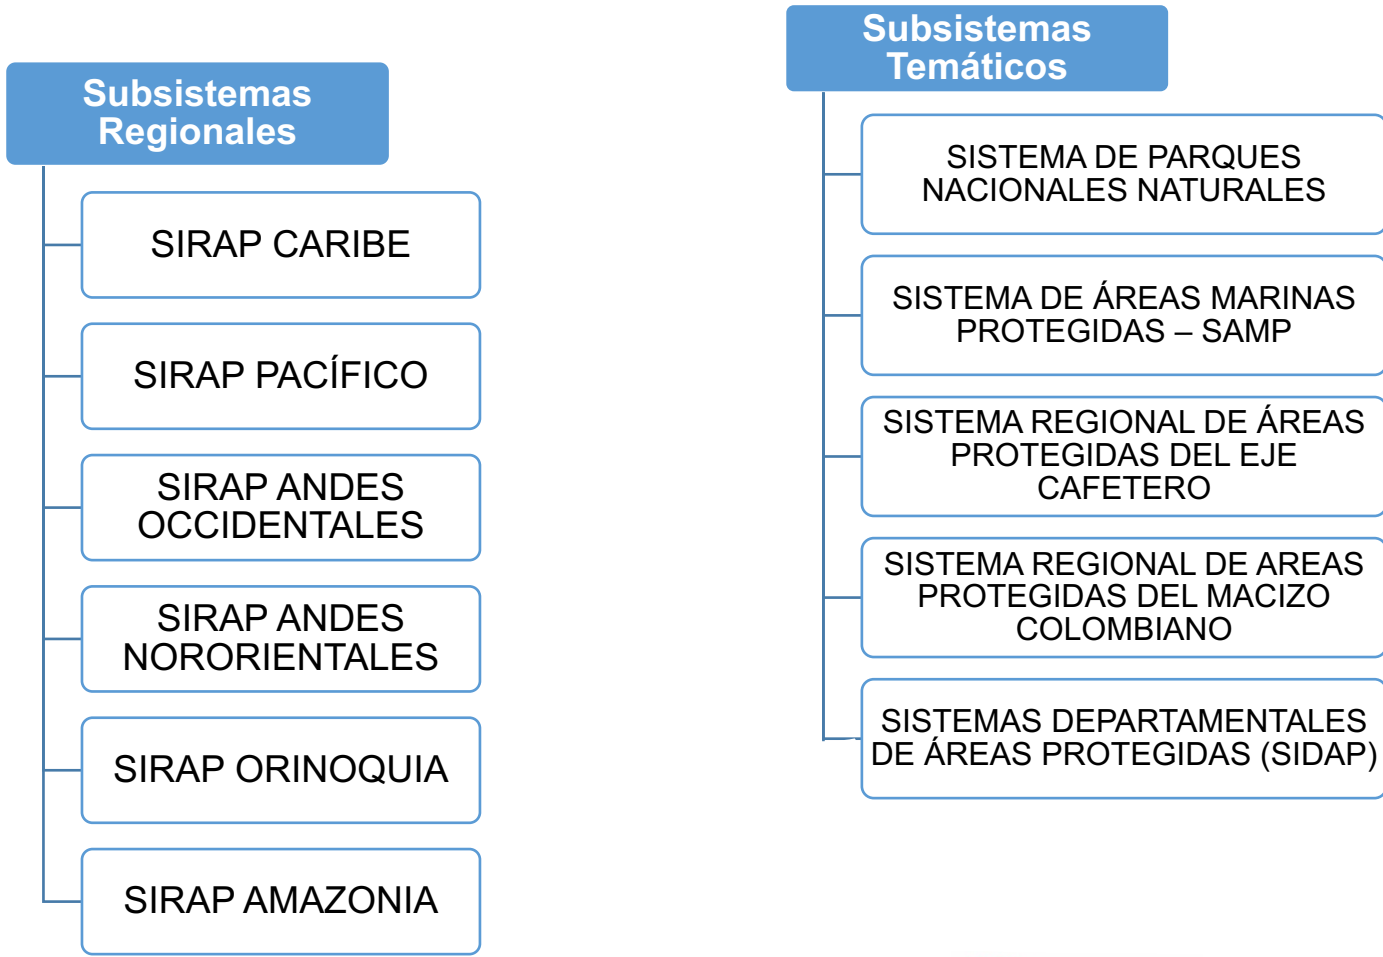 Subsistemas
Regionales
SIRAP CARIBE
SIRAP PACÍFICO
SIRAP ANDES
OCCIDENTALES
SIRAP ANDES
NORORIENTALES
SIRAP ORINOQUIA
SIRAP AMAZONIA
Subsistemas
Temáticos
SISTEMA DE PARQUES
NACIONALES NATURALES
SISTEMA DE ÁREAS MARINAS
PROTEGIDAS – SAMP
SISTEMA REGIONAL DE ÁREAS
PROTEGIDAS DEL EJE
CAFETERO
SISTEMA REGIONAL DE AREAS
PROTEGIDAS DEL MACIZO
COLOMBIANO
SISTEMAS DEPARTAMENTALES
DE ÁREAS PROTEGIDAS (SIDAP)